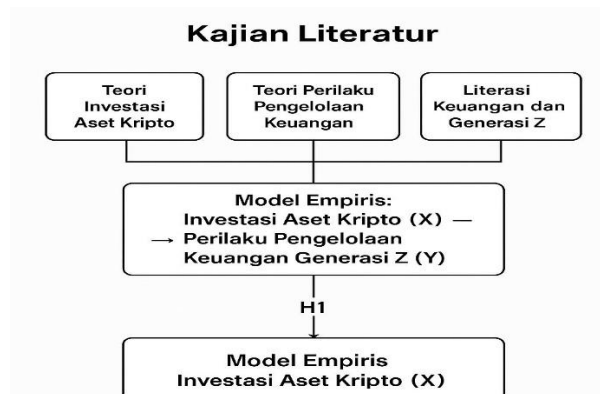 Kajian Literatur
Teori
Investasi
Aset Kripto
Teori Perilaku
Pengelolaan
Keuangan
Literasi
Keuangan dan
Generasi Z
Model Empiris:
Investasi Aset Kripto (X) —
→ Perilaku Pengelolaan
Keuangan Generasi Z (Y)
H1
Model Empiris
Investasi Aset Kripto (X)